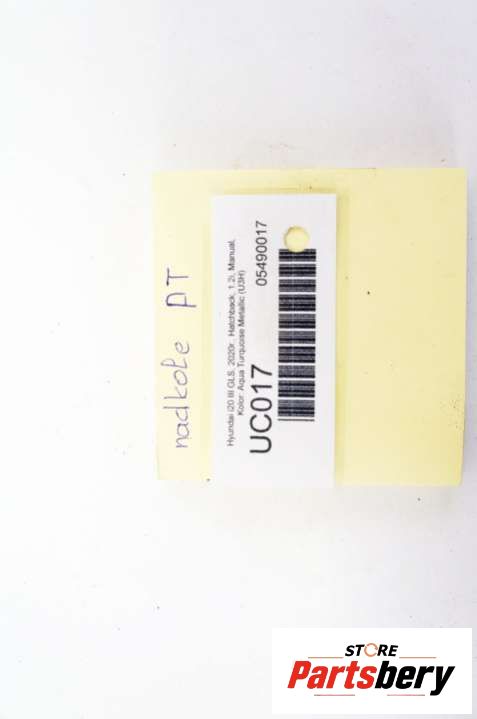 nadkole PT
Hyundai i20 III GLS, 2020r., Hatchback, 1.2i, Manual,
Kolor: Aqua Turquoise Metallic (U3H)
UC017
05490017
STORE
Partsbery